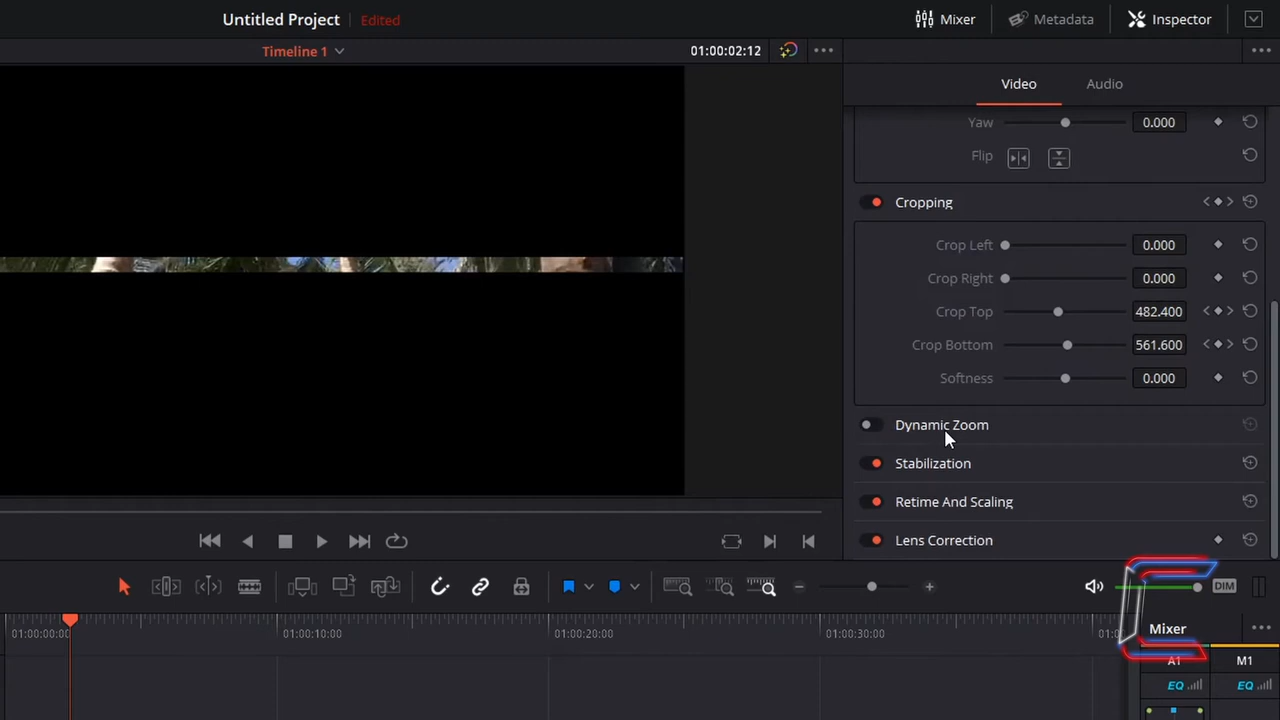 Untitled Project Edited Mixer Metadata Inspector
Timeline 1 01:00:02:12
Video Audio
Yaw 0.000
Flip
Cropping
Crop Left 0.000
Crop Right 0.000
Crop Top 482.400
Crop Bottom 561.600
Softness 0.000
Dynamic Zoom
Stabilization
Retime And Scaling
Lens Correction
DIM
01:00:00:00 01:00:10:00 01:00:20:00 01:00:30:00 Mixer
A1 M1
EQ EQ